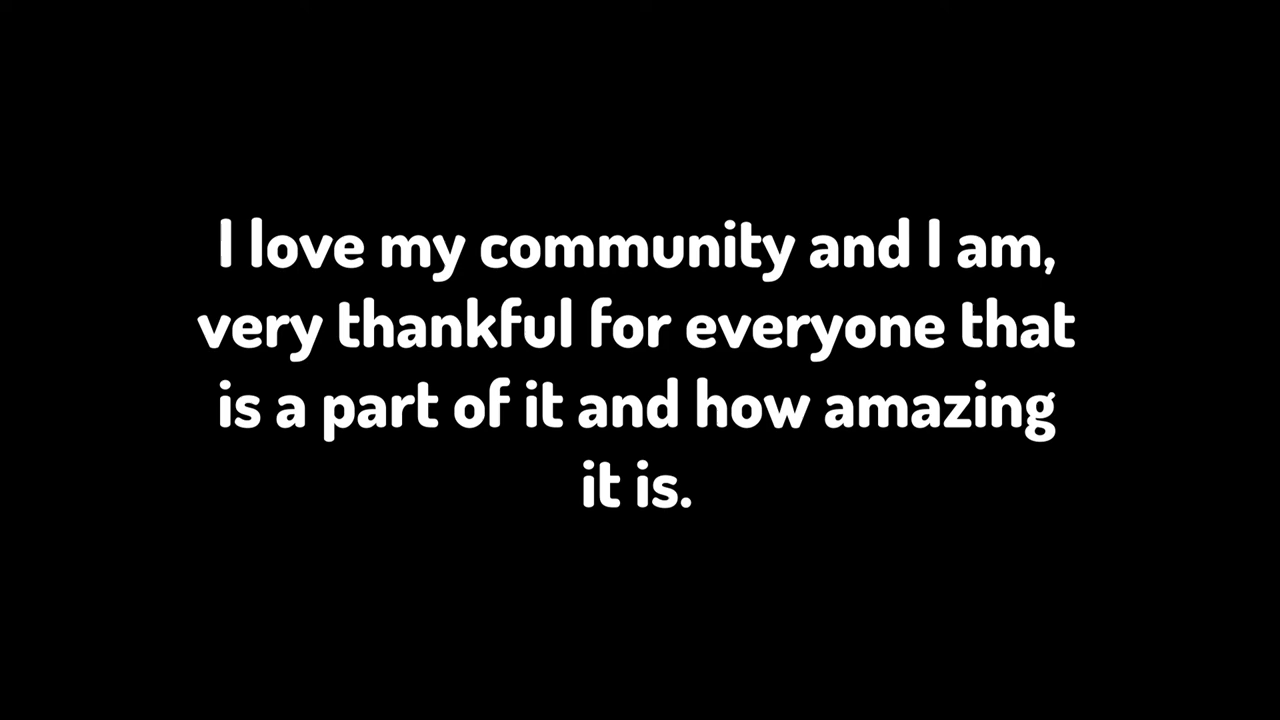 I love my community and I am,
very thankful for everyone that
is a part of it and how amazing
it is.